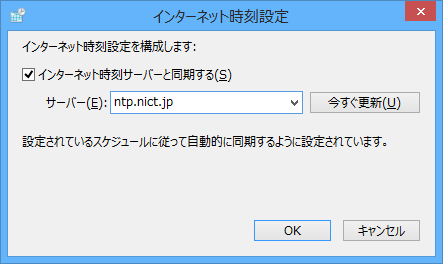 インターネット時刻設定
インターネット時刻設定を構成します:
インターネット時刻サーバーと同期する(S)
サーバー(E): ntp.nict.jp 今すぐ更新(U)
設定されているスケジュールに従って自動的に同期するように設定されています。
OK キャンセル